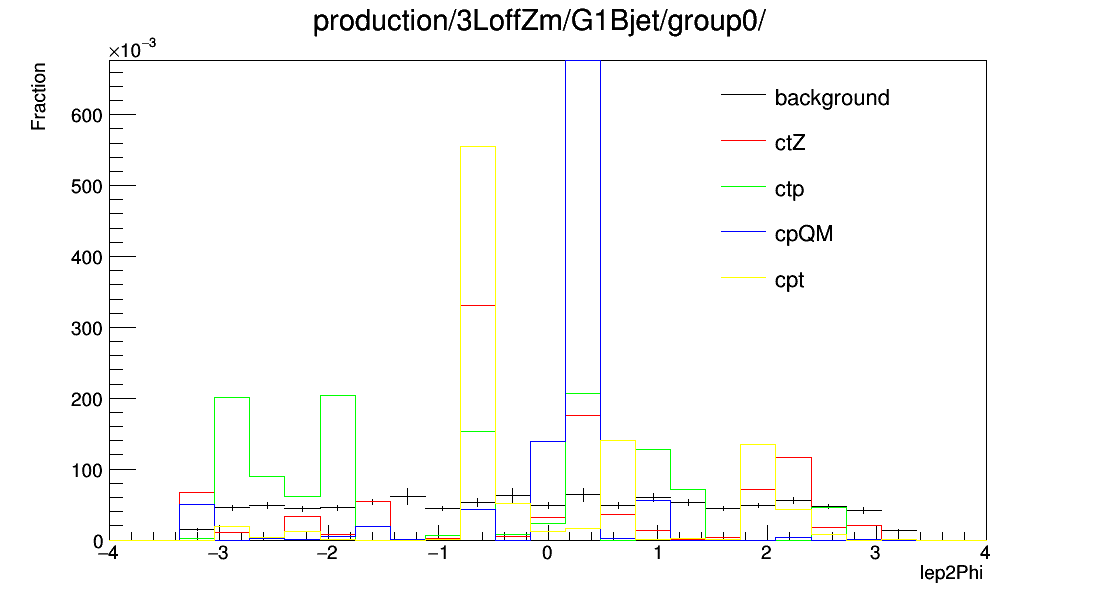 production/3LoffZm/G1Bjet/group0/
×10⁻³
Fraction
600
500
400
300
200
100
0
background
ctZ
ctp
cpQM
cpt
−4 −3 −2 −1 0 1 2 3 4
lep2Phi